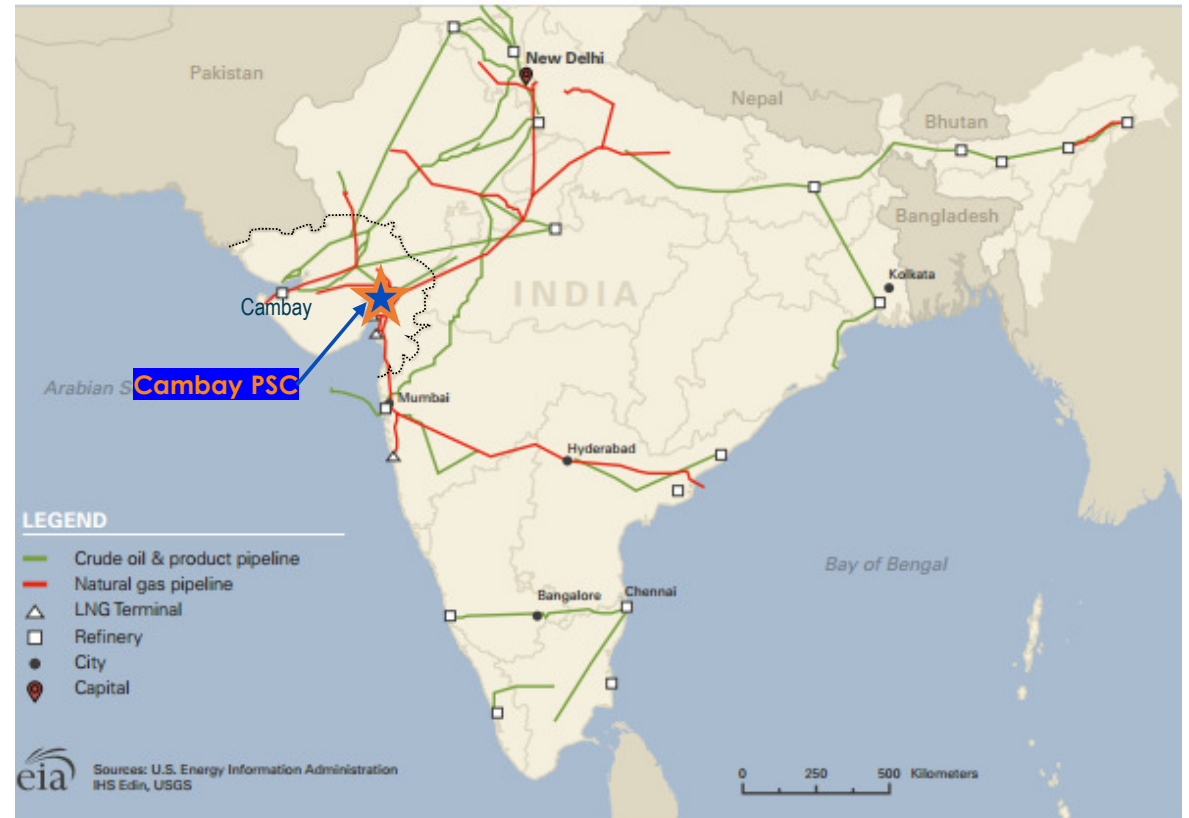 New Delhi
Pakistan
Nepal
Bhutan
Bangladesh
Kolkata
INDIA
Cambay
Cambay PSC
Arabian S
Mumbai
Hyderabad
Bay of Bengal
Bangalore
Chennai
LEGEND
Crude oil & product pipeline
Natural gas pipeline
LNG Terminal
Refinery
City
Capital
eia
Sources: U.S. Energy Information Administration
IHS Edin, USGS
0 250 500 Kilometers